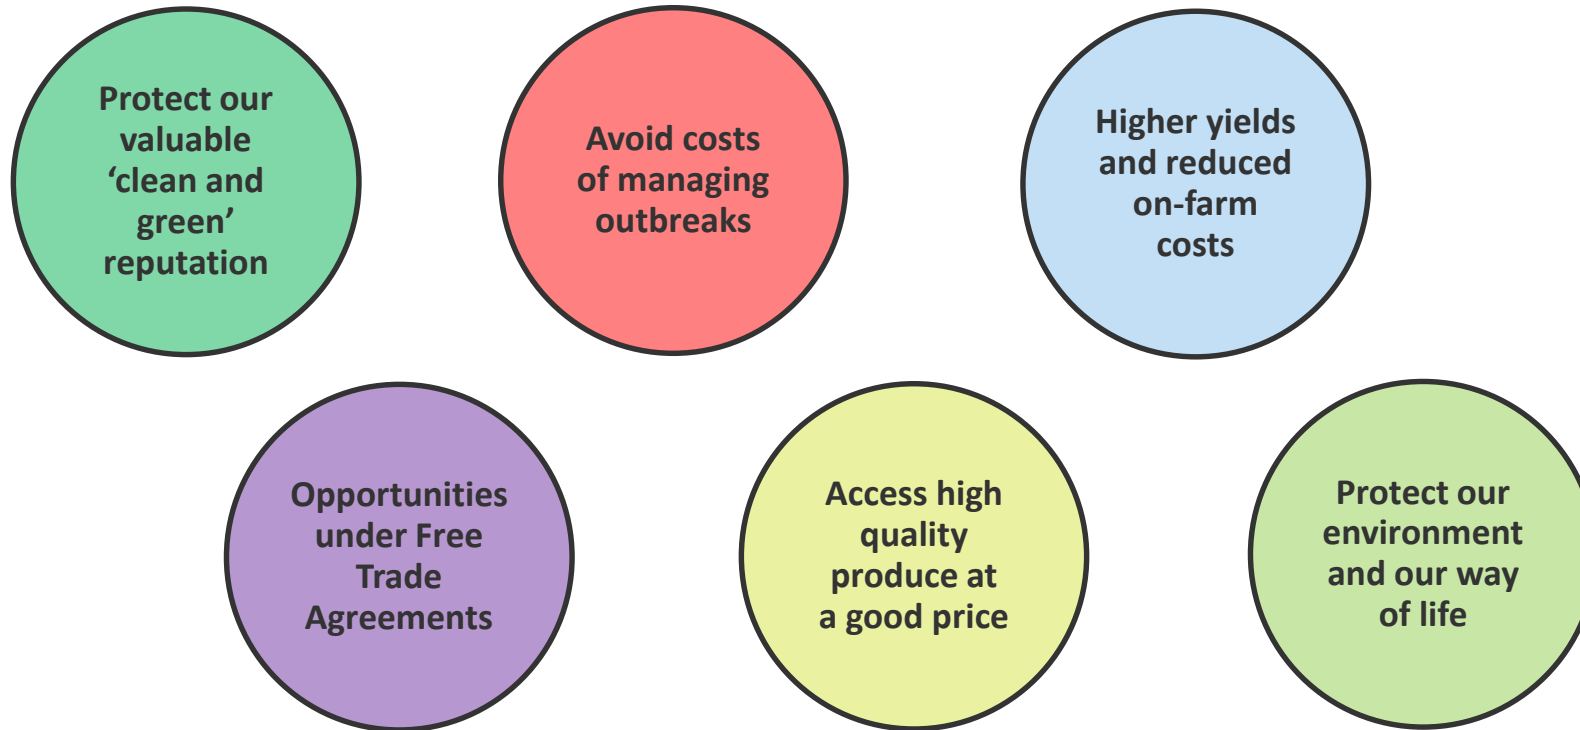 Protect our
valuable
‘clean and
green’
reputation
Avoid costs
of managing
outbreaks
Higher yields
and reduced
on-farm
costs
Opportunities
under Free
Trade
Agreements
Access high
quality
produce at
a good price
Protect our
environment
and our way
of life